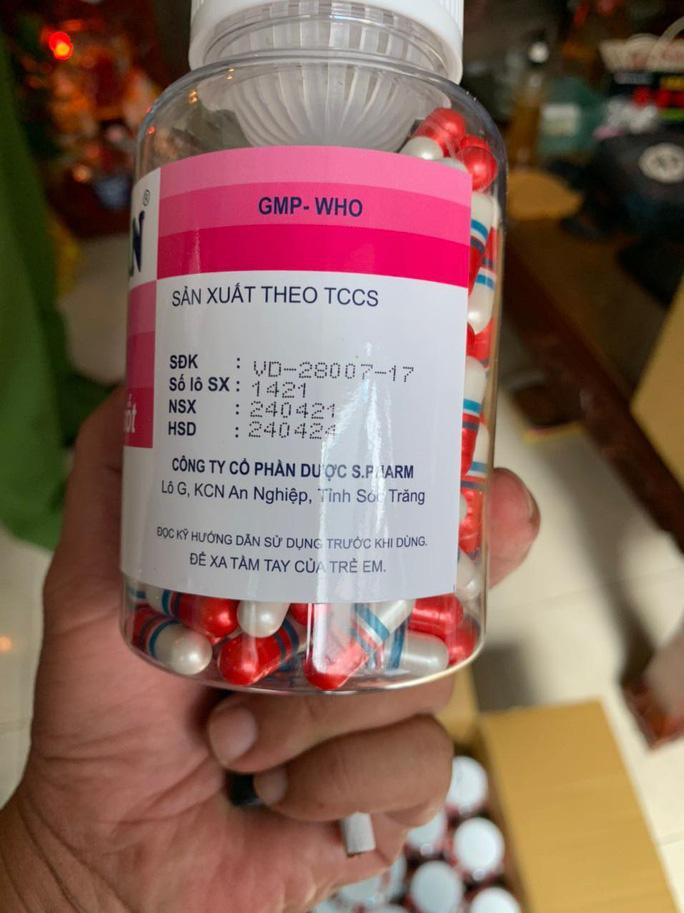 ®
N
GMP- WHO
SẢN XUẤT THEO TCCS
SĐK : VD-28007-17
Số lô SX : 1421
NSX : 240421
HSD : 240424
ốt
CÔNG TY CỔ PHẦN DƯỢC S.PHARM
Lô G, KCN An Nghiệp, Tỉnh Sóc Trăng
ĐỌC KỸ HƯỚNG DẪN SỬ DỤNG TRƯỚC KHI DÙNG.
ĐỂ XA TẦM TAY CỦA TRẺ EM.